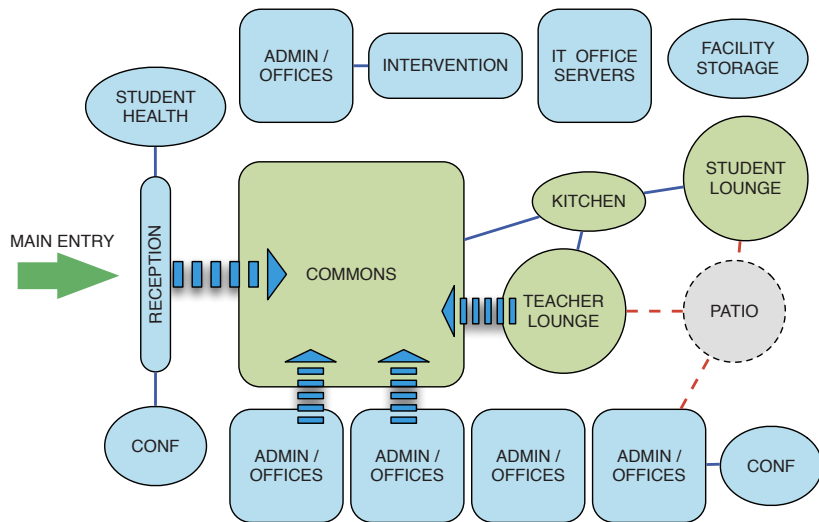 ADMIN /
OFFICES
INTERVENTION
IT OFFICE
SERVERS
FACILITY
STORAGE
STUDENT
HEALTH
STUDENT
LOUNGE
KITCHEN
MAIN ENTRY
RECEPTION
COMMONS
TEACHER
LOUNGE
PATIO
CONF
ADMIN /
OFFICES
ADMIN /
OFFICES
ADMIN /
OFFICES
ADMIN /
OFFICES
CONF